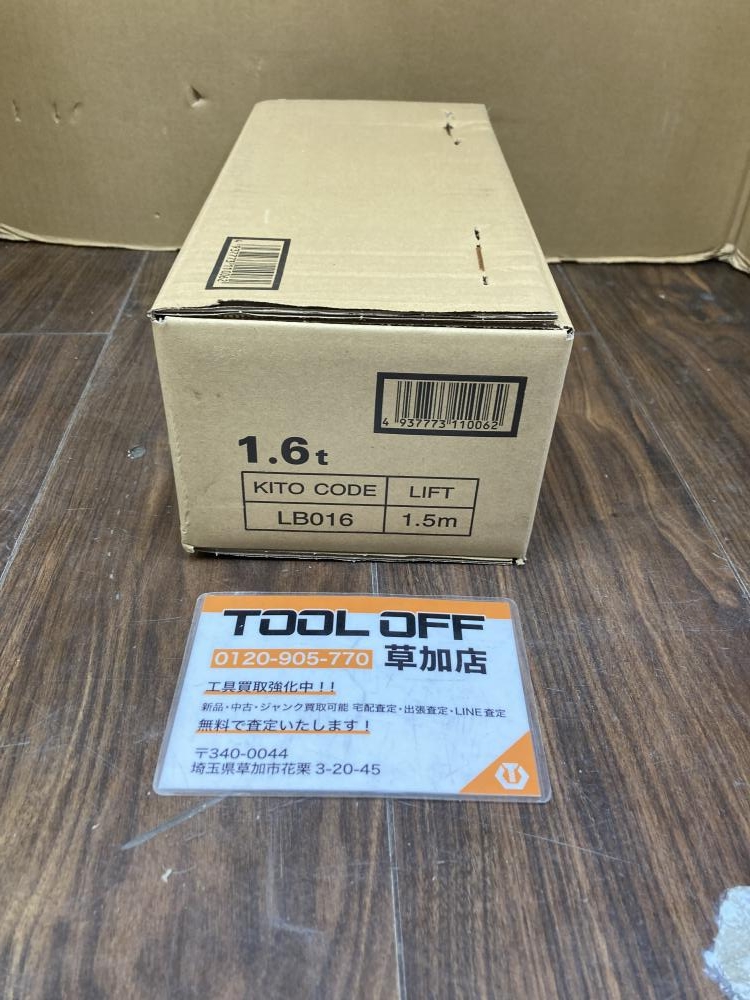 4937773110062
4 937773 110062
1.6t
KITO CODE LIFT
LB016 1.5m
TOOL OFF
0120-905-770 草加店
工具買取強化中！！
新品・中古・ジャンク買取可能 宅配査定・出張査定・LINE査定
無料で査定いたします！
〒340-0044
埼玉県草加市花栗 3-20-45